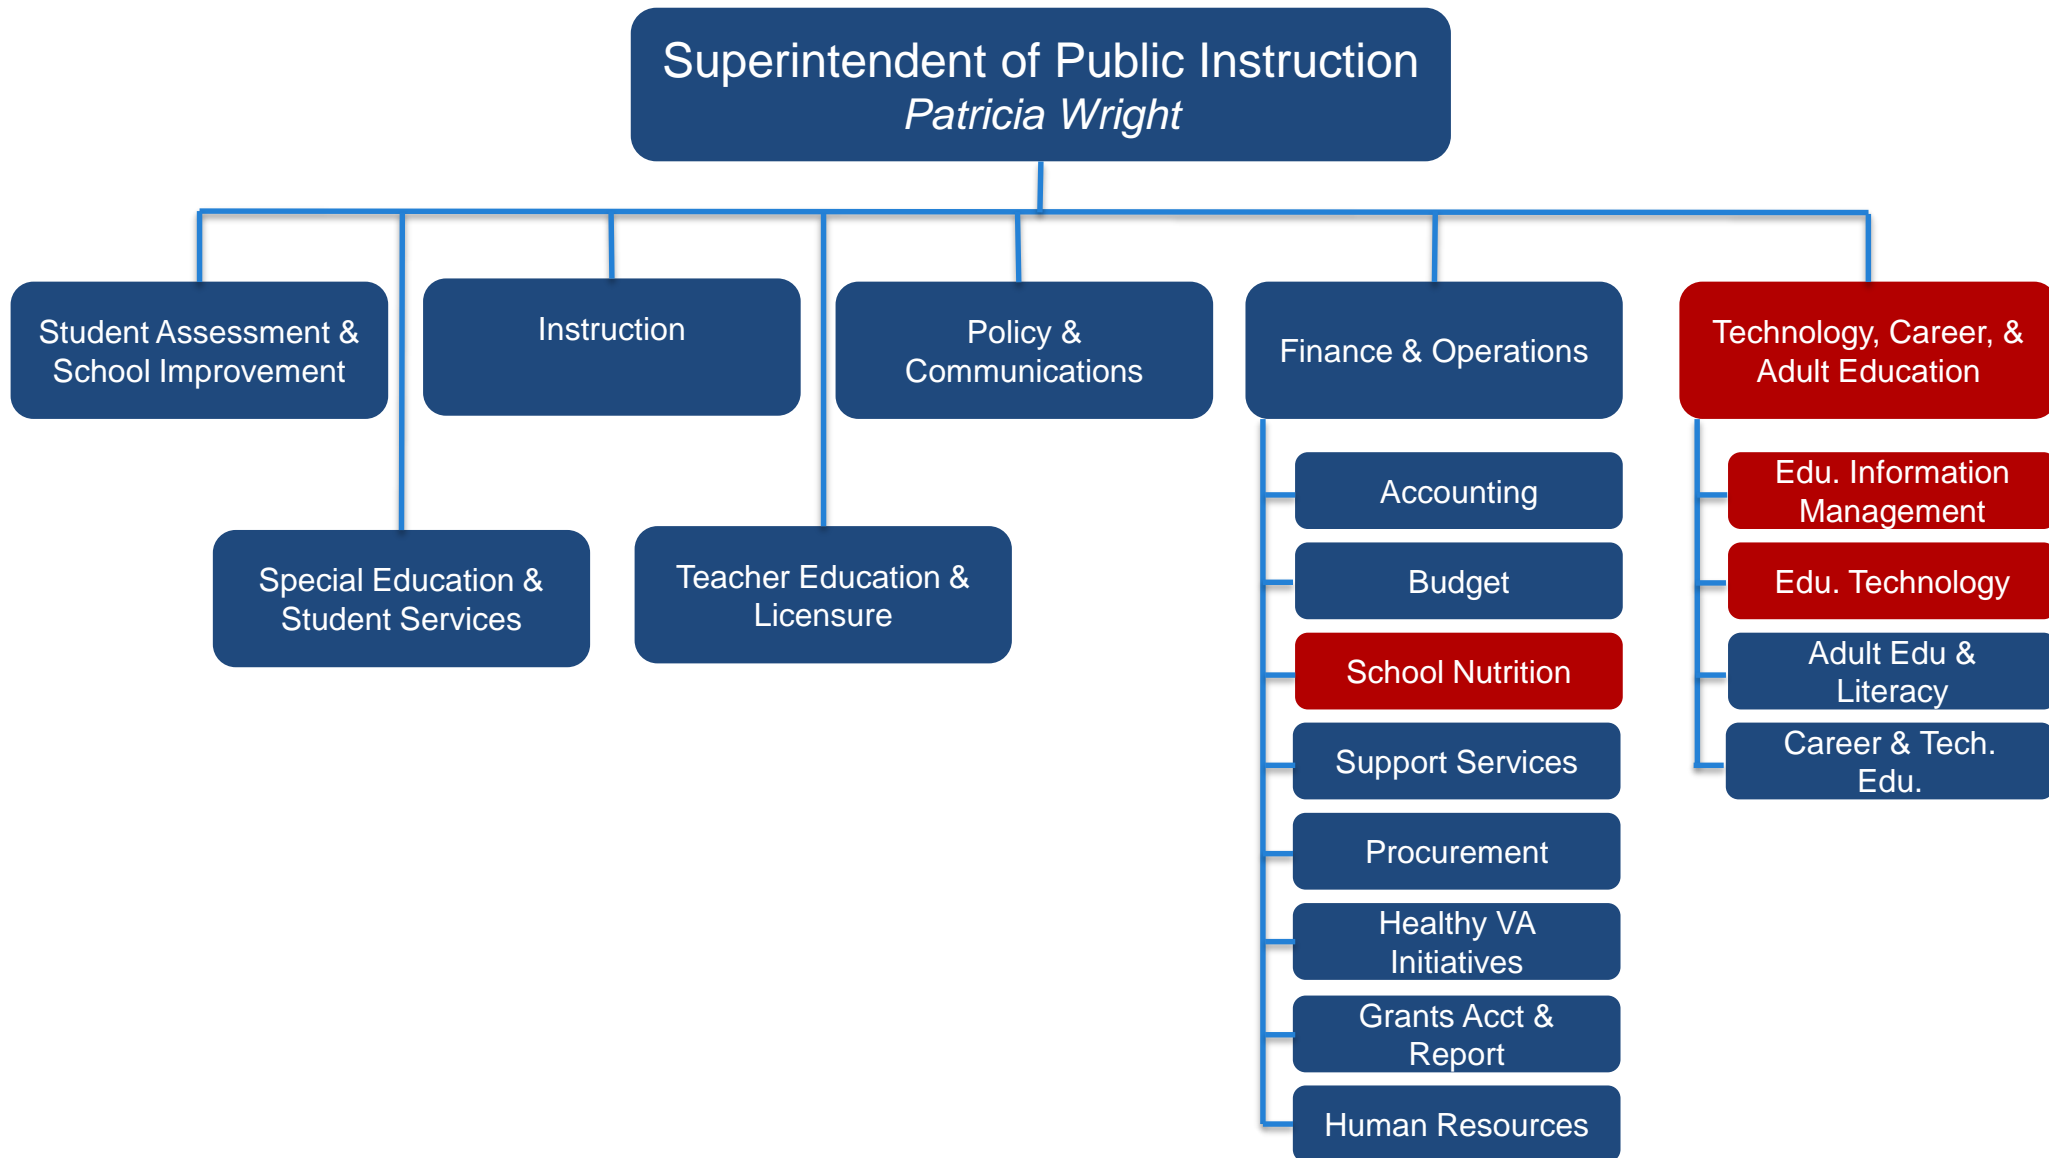 Superintendent of Public Instruction
Patricia Wright
Student Assessment &
School Improvement
Instruction
Policy &
Communications
Finance & Operations
Technology, Career, &
Adult Education
Special Education &
Student Services
Teacher Education &
Licensure
Accounting
Budget
School Nutrition
Support Services
Procurement
Healthy VA
Initiatives
Grants Acct &
Report
Human Resources
Edu. Information
Management
Edu. Technology
Adult Edu &
Literacy
Career & Tech.
Edu.